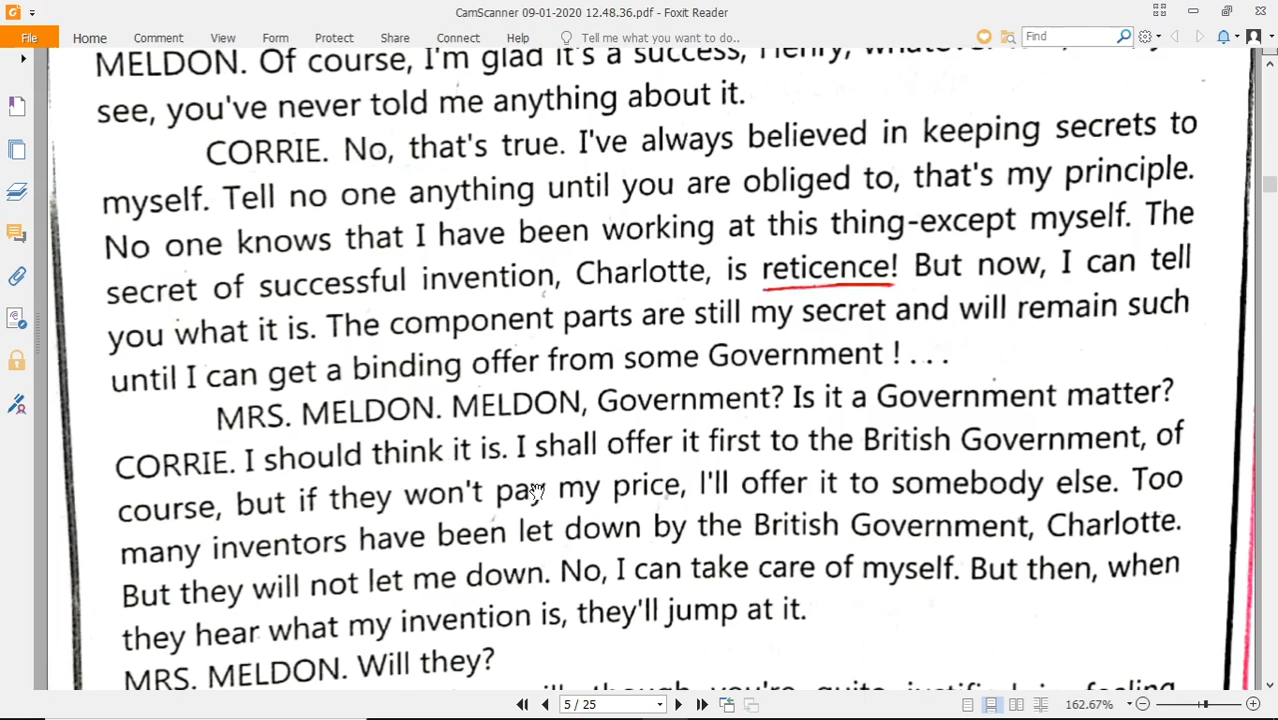 CamScanner 09-01-2020 12.48.36.pdf - Foxit Reader
File Home Comment View Form Protect Share Connect Help Tell me what you want to do.. Find
MELDON. Of course, I'm glad it's a success, Henry,
see, you've never told me anything about it.
CORRIE. No, that's true. I've always believed in keeping secrets to
myself. Tell no one anything until you are obliged to, that's my principle.
No one knows that I have been working at this thing-except myself. The
secret of successful invention, Charlotte, is reticence! But now, I can tell
you what it is. The component parts are still my secret and will remain such
until I can get a binding offer from some Government ! . . .
MRS. MELDON. MELDON, Government? Is it a Government matter?
CORRIE. I should think it is. I shall offer it first to the British Government, of
course, but if they won't pay my price, I'll offer it to somebody else. Too
many inventors have been let down by the British Government, Charlotte.
But they will not let me down. No, I can take care of myself. But then, when
they hear what my invention is, they'll jump at it.
MRS. MELDON. Will they?
though you're quite justified in feeling
5 / 25 162.67%